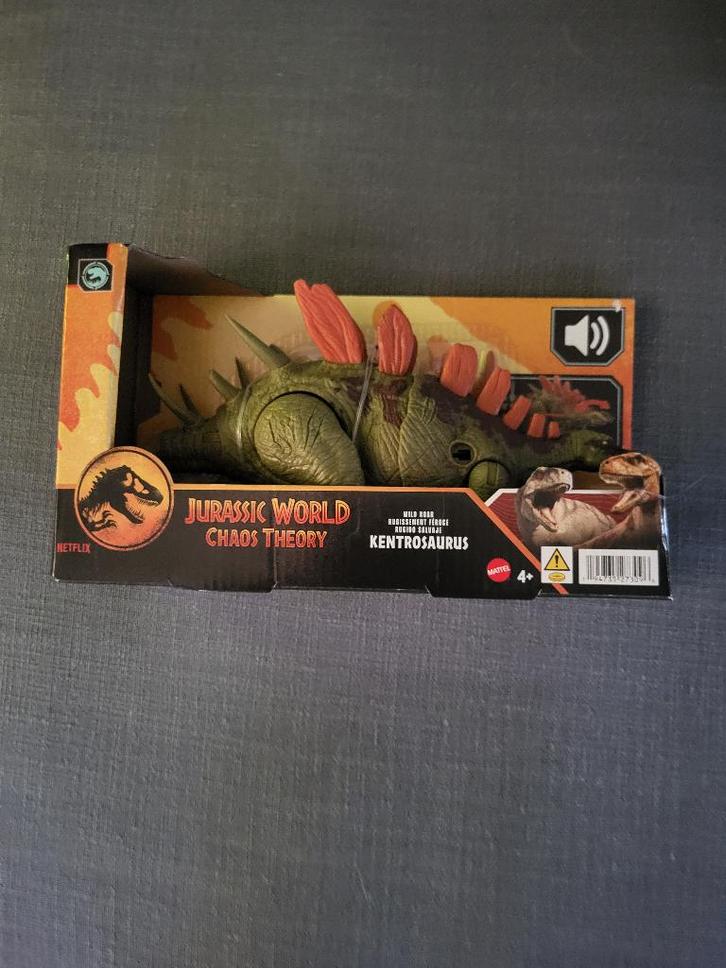 JURASSIC WORLD
CHAOS THEORY
NETFLIX
WILD ROAR
RUGISSEMENT FÉROCE
RUGIDO SALVAJE
KENTROSAURUS
MATTEL
4+